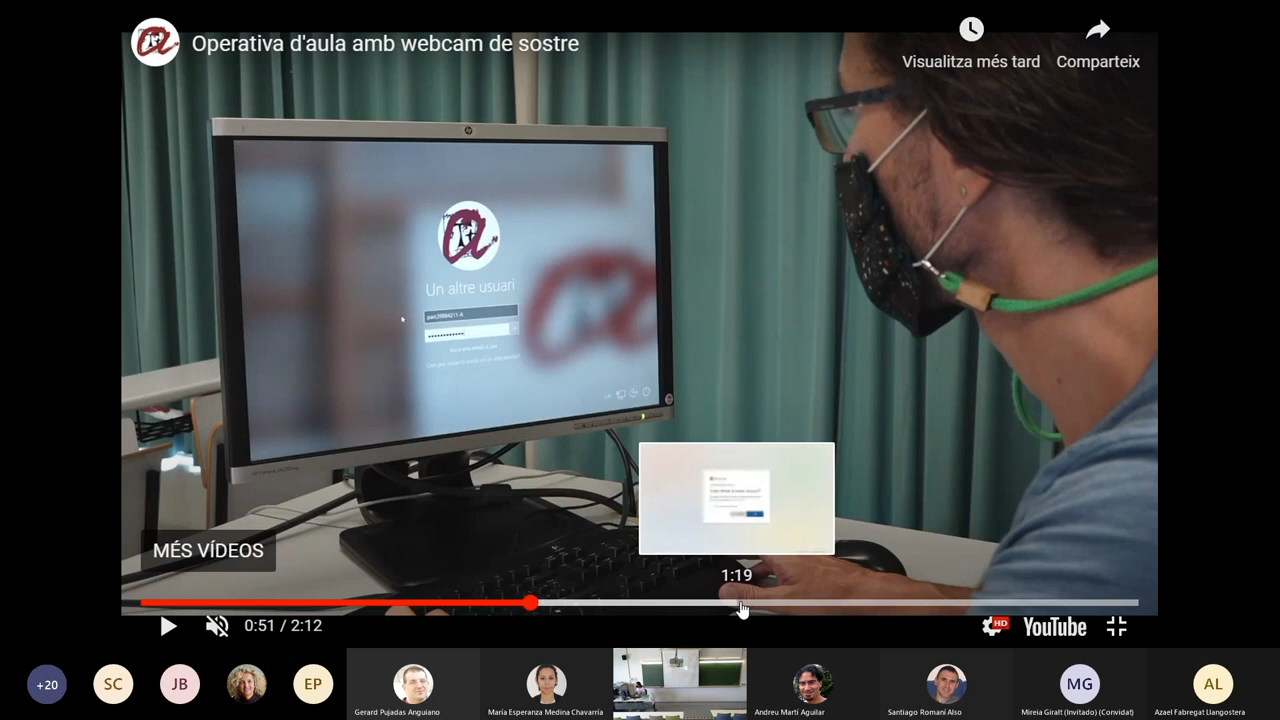 Operativa d'aula amb webcam de sostre
Visualitza més tard
Comparteix
Un altre usuari
MÉS VÍDEOS
1:19
0:51 / 2:12
HD
YouTube
+20
SC
JB
EP
MG
AL
Gerard Pujadas Anguiano
María Esperanza Medina Chavarria
Andreu Martí Aguilar
Santiago Romaní Also
Mireia Giralt (Invitado) (Convidat)
Azael Fabregat Llangostera